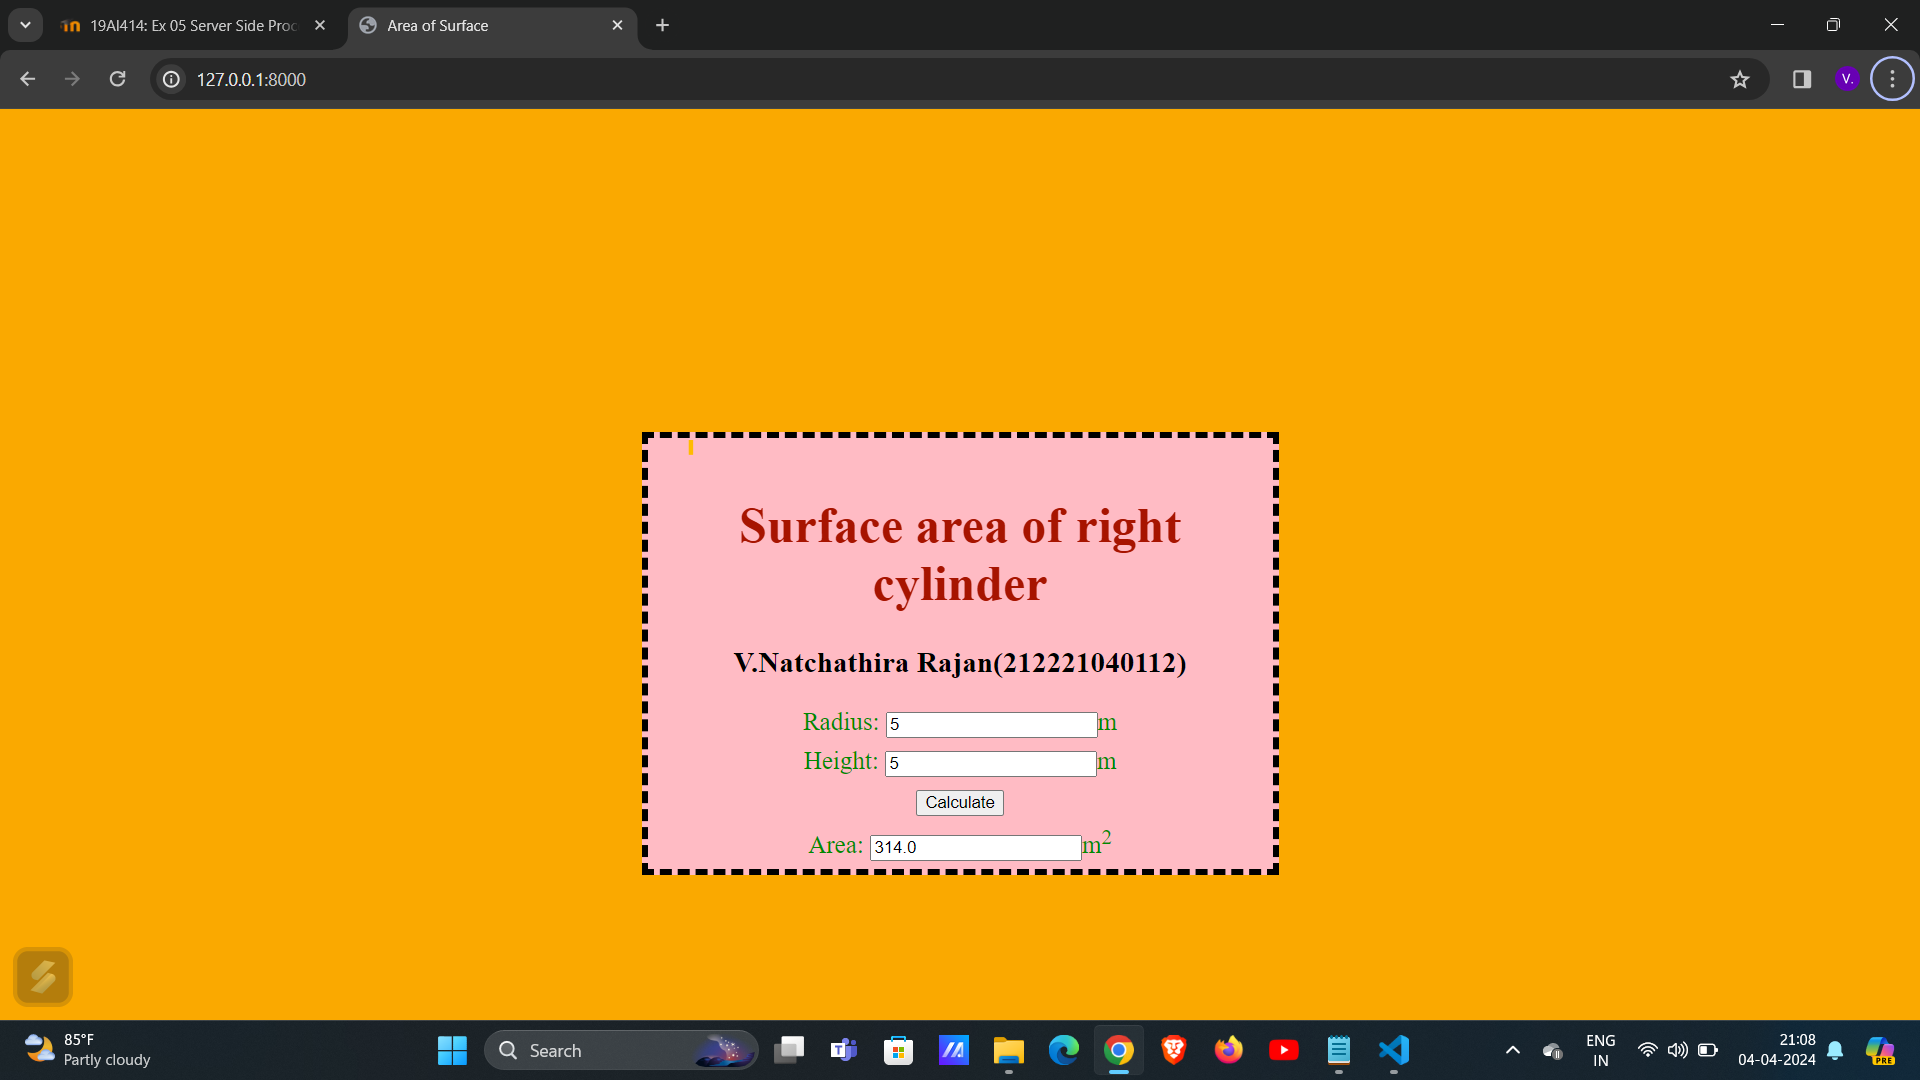 19AI414: Ex 05 Server Side Proc
Area of Surface
127.0.0.1:8000
V.
Surface area of right
cylinder
V.Natchathira Rajan(212221040112)
Radius: 5 m
Height: 5 m
Calculate
Area: 314.0 m²
85°F
Partly cloudy
Search
ENG
IN
21:08
04-04-2024
PRE